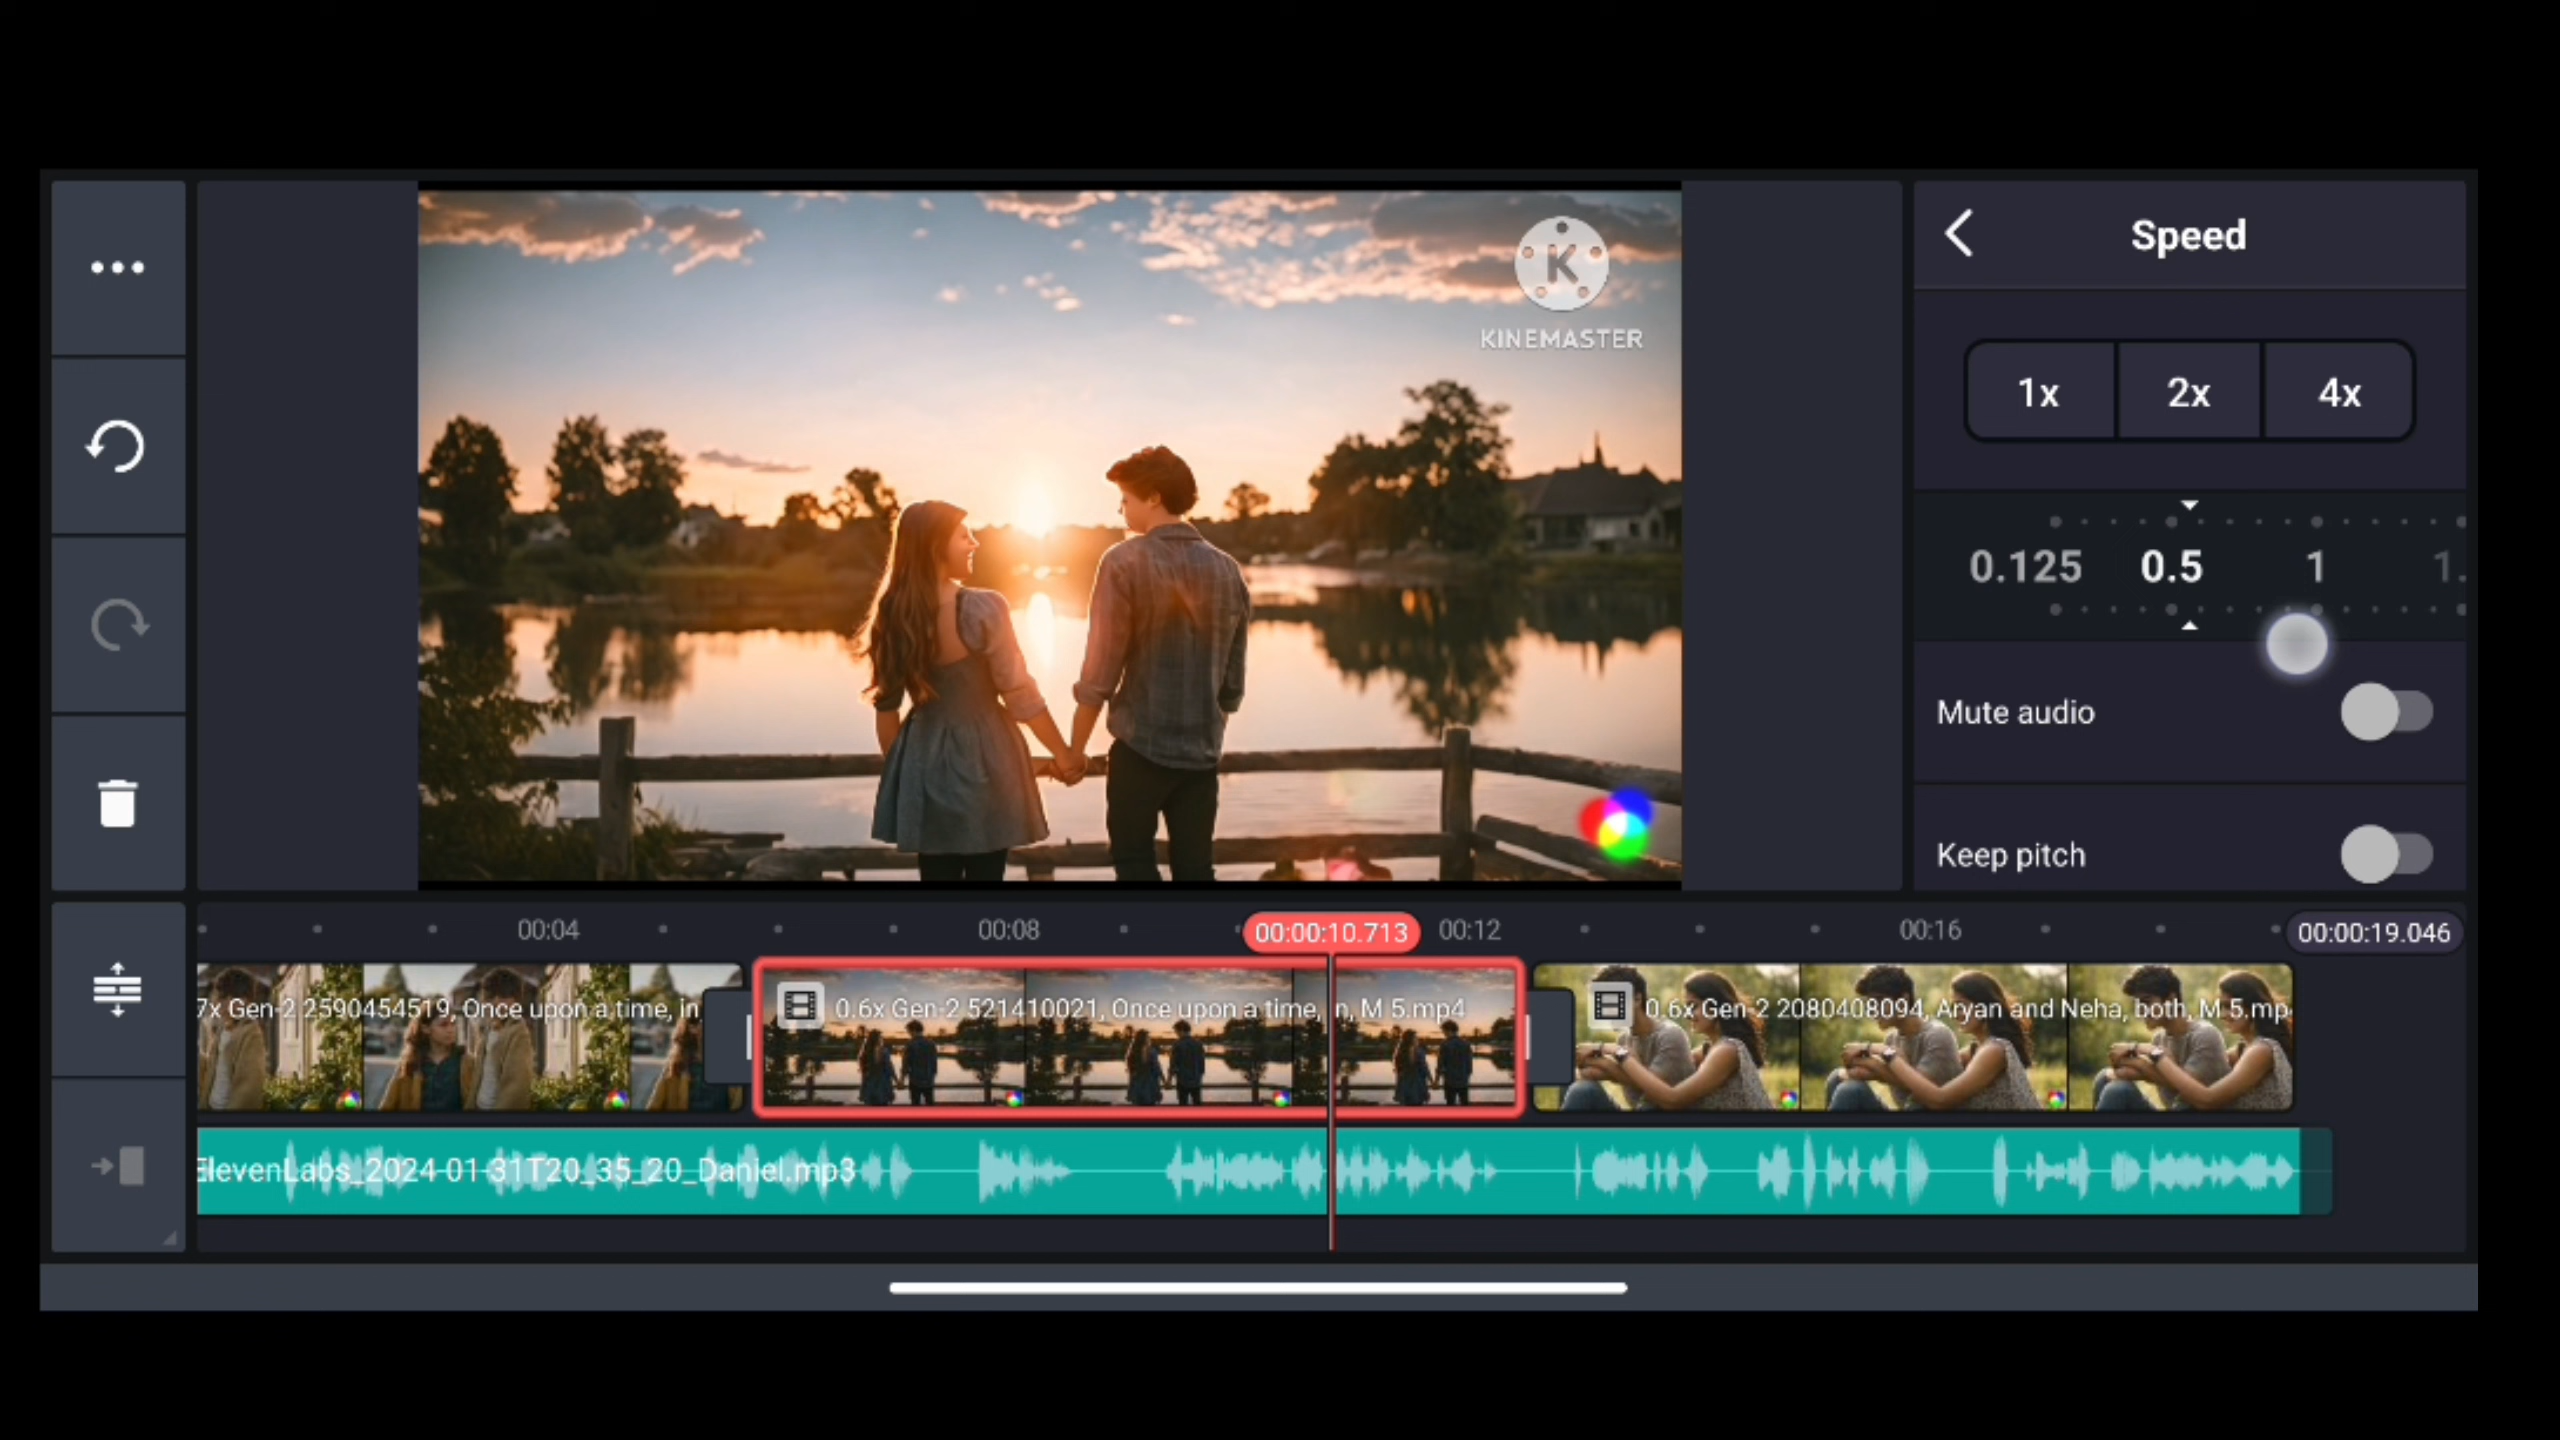 Speed
K
KINEMASTER
1x 2x 4x
0.125 0.5 1 1.
Mute audio
Keep pitch
00:04 00:08 00:00:10.713 00:12 00:16 00:00:19.046
7x Gen-2 2590454519, Once upon a time, in
0.6x Gen-2 521410021, Once upon a time, in, M 5.mp4
0.6x Gen-2 2080408094, Aryan and Neha, both, M 5.mp
ElevenLabs_2024-01-31T20_35_20_Daniel.mp3